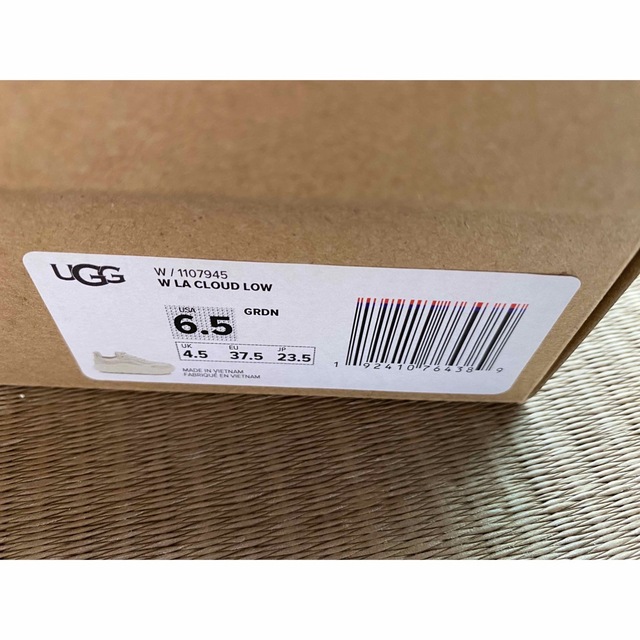 UGG
W / 1107945
W LA CLOUD LOW
USA
6.5 GRDN
UK EU JP
4.5 37.5 23.5
MADE IN VIETNAM
FABRIQUÉ EN VIETNAM
1 92410 76438 9